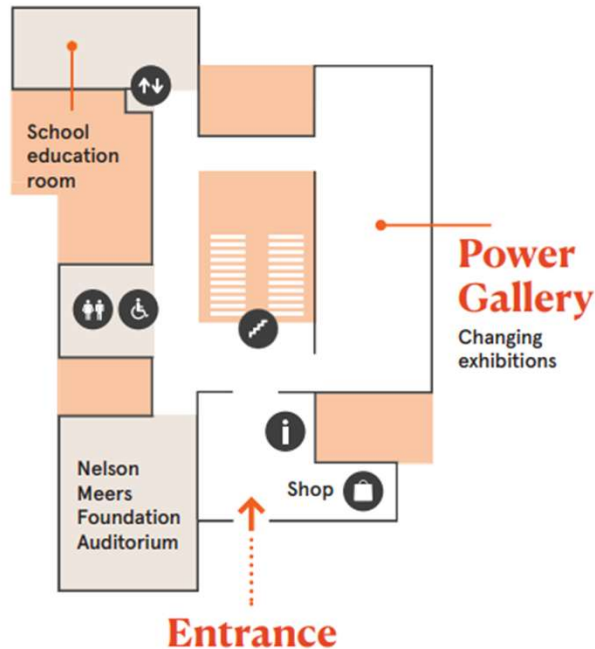 School
education
room
Power
Gallery
Changing
exhibitions
Nelson
Meers
Foundation
Auditorium
i
Shop
Entrance